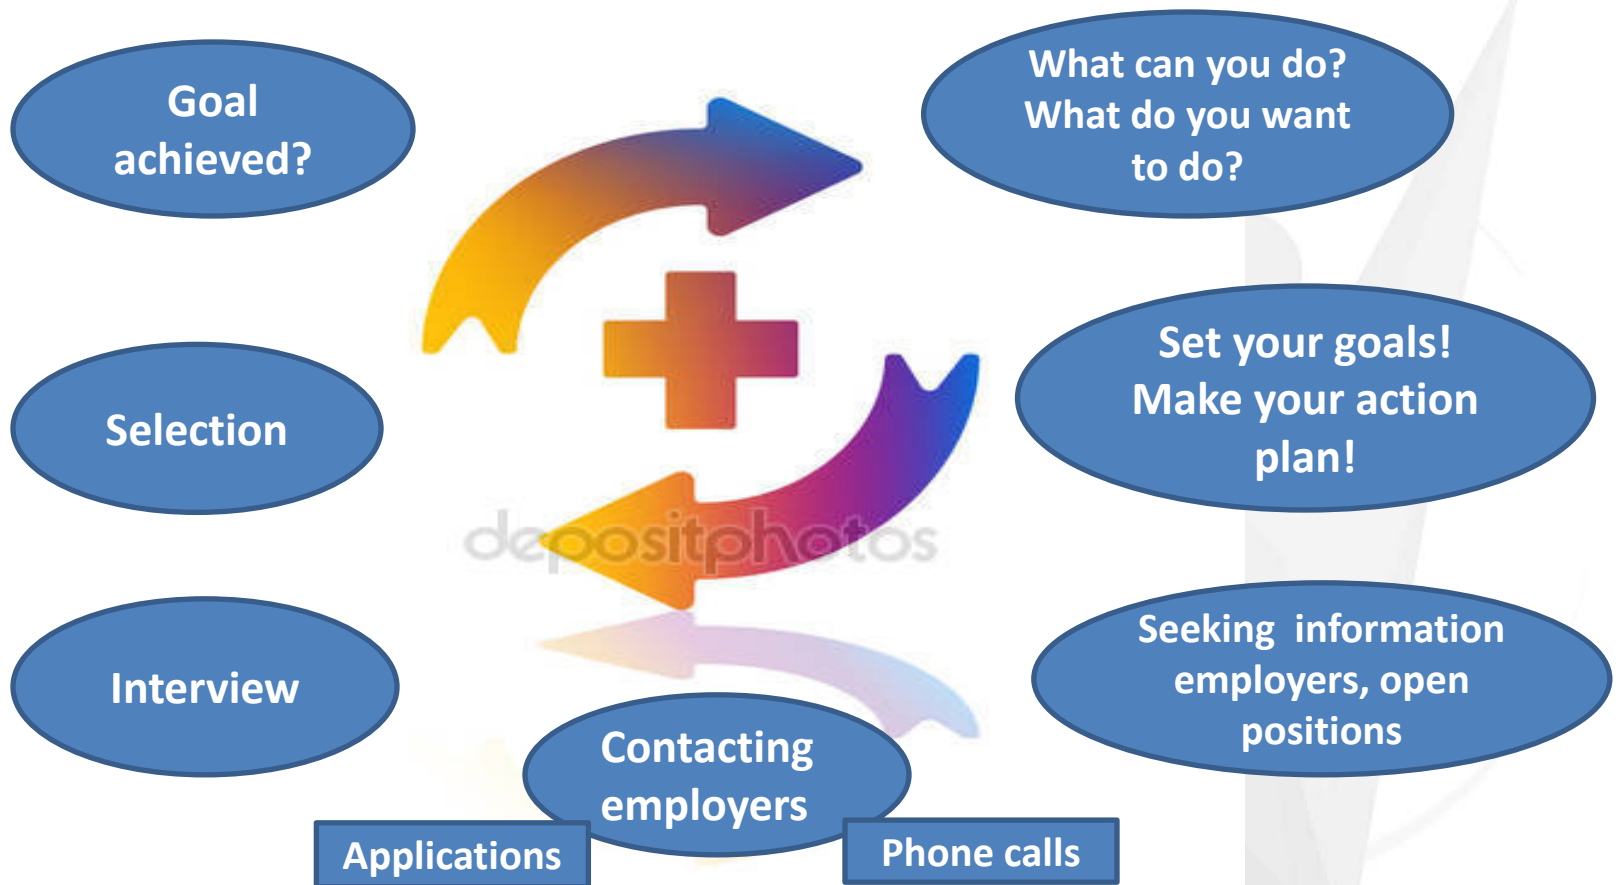 Goal
achieved?
What can you do?
What do you want
to do?
Set your goals!
Make your action
plan!
Selection
depositphotos
Seeking  information
employers, open
positions
Interview
Contacting
employers
Applications
Phone calls